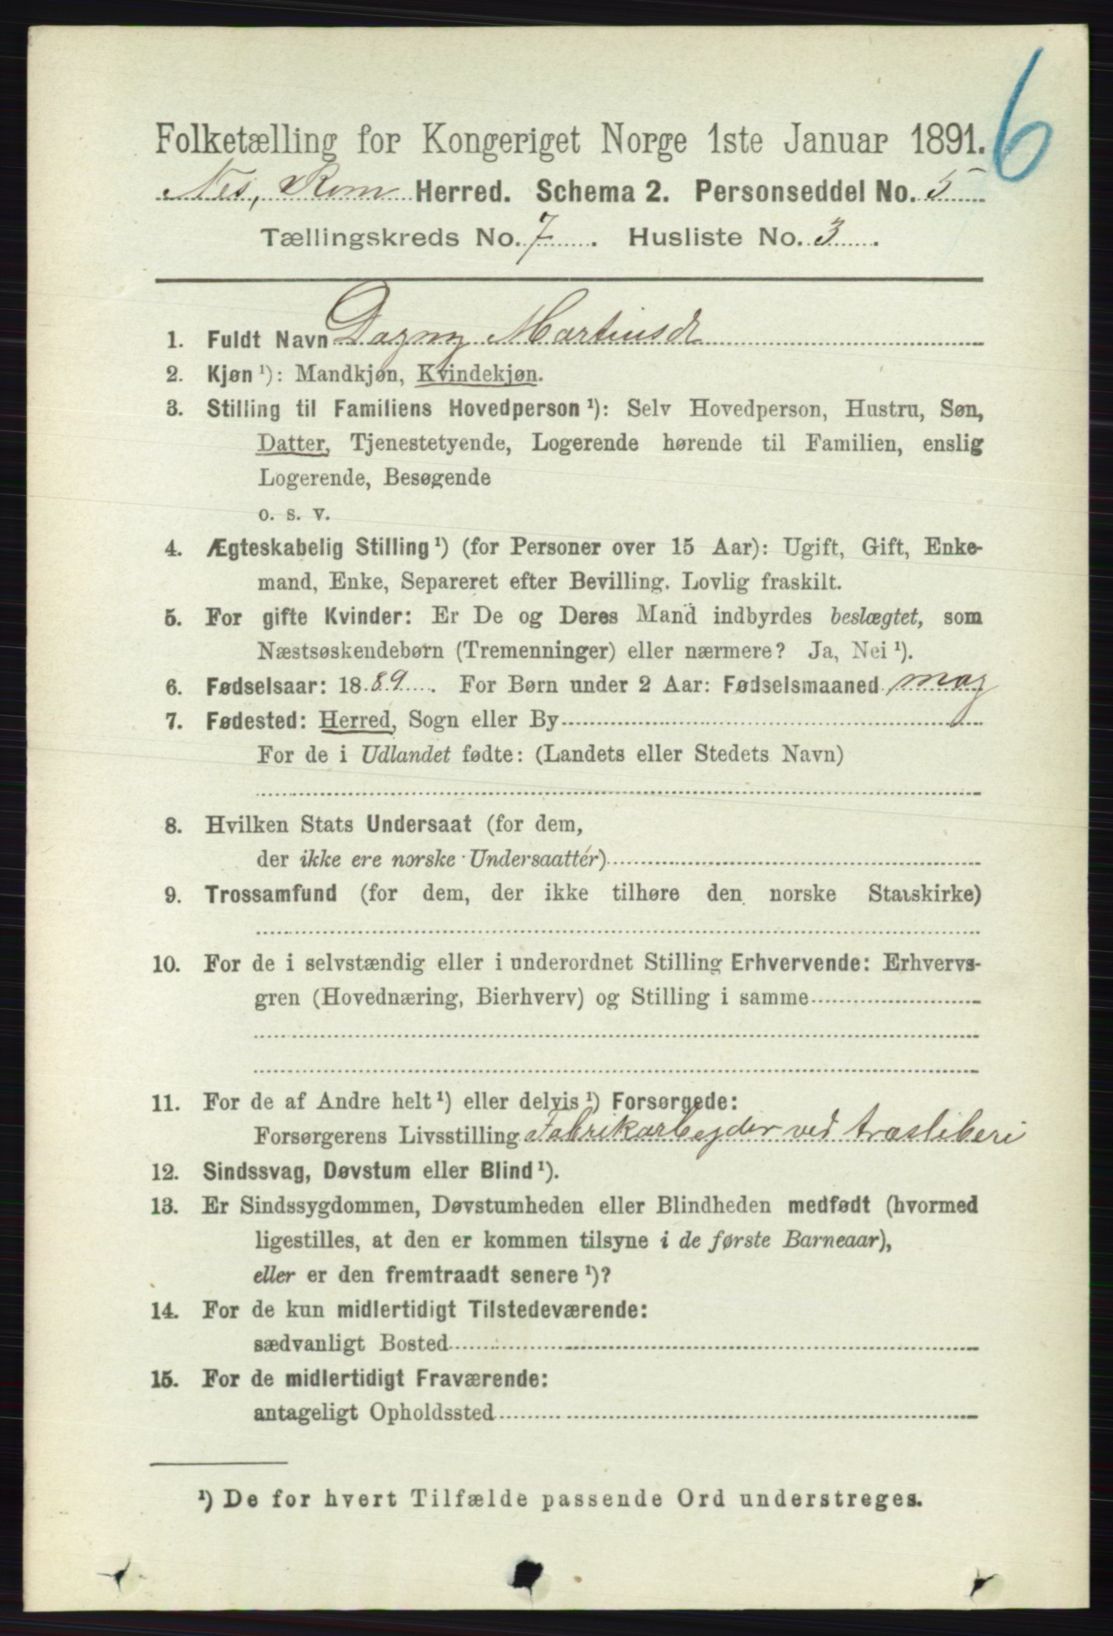 6
Folketælling for Kongeriget Norge 1ste Januar 1891.
Nes, Rom Herred. Schema 2. Personseddel No. 5
Tællingskreds No. 7. Husliste No. 3.
1. Fuldt Navn Dagny Martinsdr
2. Kjøn ¹): Mandkjøn, Kvindekjøn.
3. Stilling til Familiens Hovedperson ¹): Selv Hovedperson, Hustru, Søn,
Datter, Tjenestetyende, Logerende hørende til Familien, enslig
Logerende, Besøgende
o. s. v.
4. Ægteskabelig Stilling ¹) (for Personer over 15 Aar): Ugift, Gift, Enke-
mand, Enke, Separeret efter Bevilling. Lovlig fraskilt.
5. For gifte Kvinder: Er De og Deres Mand indbyrdes beslægtet, som
Næstsøskendebørn (Tremenninger) eller nærmere? Ja, Nei ¹).
6. Fødselsaar: 1889. For Børn under 2 Aar: Fødselsmaaned may
7. Fødested: Herred, Sogn eller By
For de i Udlandet fødte: (Landets eller Stedets Navn)
8. Hvilken Stats Undersaat (for dem,
der ikke ere norske Undersaatter)
9. Trossamfund (for dem, der ikke tilhøre den norske Statskirke)
10. For de i selvstændig eller i underordnet Stilling Erhvervende: Erhvervs-
gren (Hovednæring, Bierhverv) og Stilling i samme
11. For de af Andre helt ¹) eller delvis ¹) Forsørgede:
Forsørgerens Livsstilling Fabrikarbejder ved træsliberi
12. Sindssvag, Døvstum eller Blind ¹).
13. Er Sindssygdommen, Døvstumheden eller Blindheden medfødt (hvormed
ligestilles, at den er kommen tilsyne i de første Barneaar),
eller er den fremtraadt senere ¹)?
14. For de kun midlertidigt Tilstedeværende:
sædvanligt Bosted
15. For de midlertidigt Fraværende:
antageligt Opholdssted
¹) De for hvert Tilfælde passende Ord understreges.